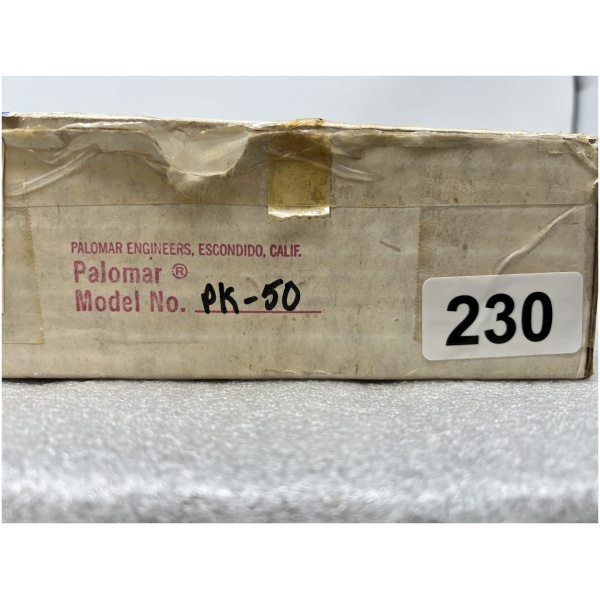 PALOMAR ENGINEERS, ESCONDIDO, CALIF.
Palomar ®
Model No. PK-50
230